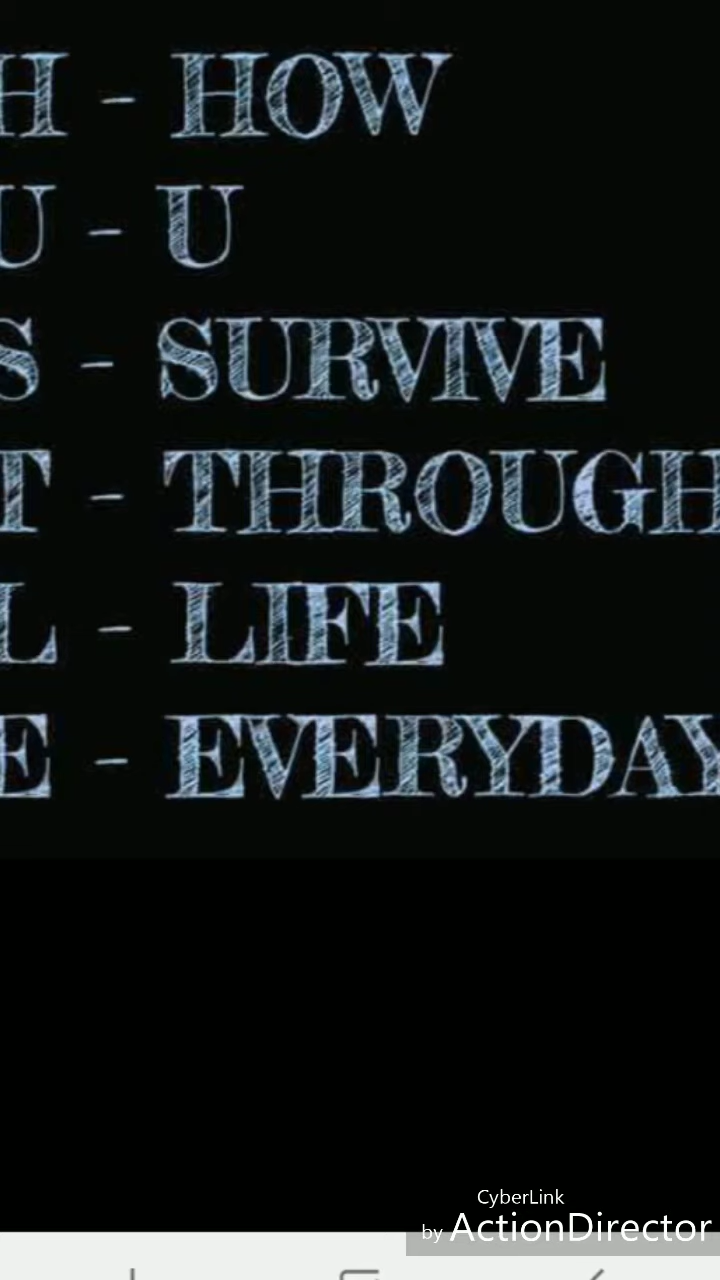 H - HOW
U - U
S - SURVIVE
T - THROUGH
L - LIFE
E - EVERYDAY
CyberLink
by ActionDirector